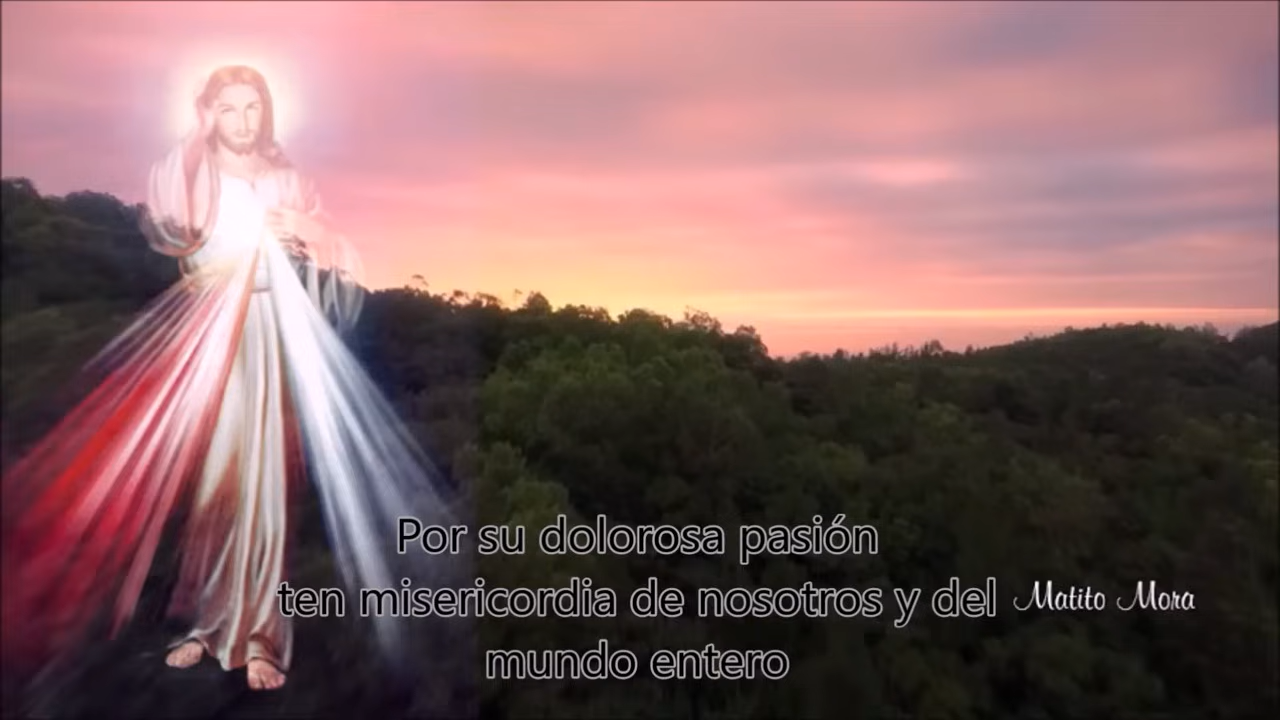 Por su dolorosa pasión
ten misericordia de nosotros y del
mundo entero
Matito Mora